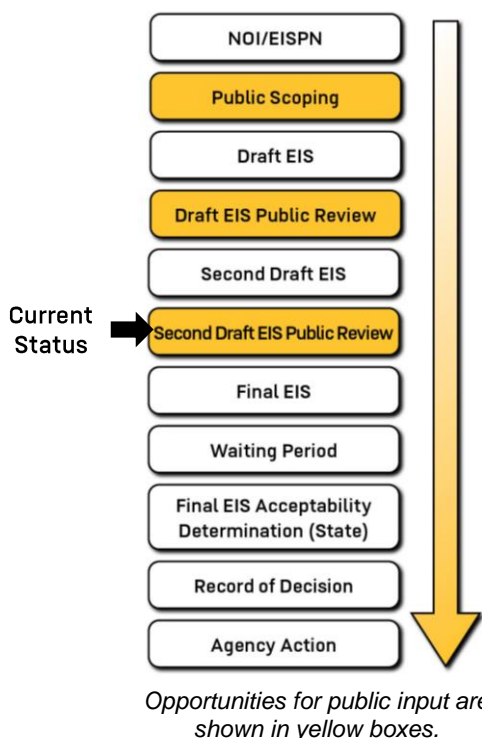 NOI/EISPN
Public Scoping
Draft EIS
Draft EIS Public Review
Second Draft EIS
Current
Status
Second Draft EIS Public Review
Final EIS
Waiting Period
Final EIS Acceptability
Determination (State)
Record of Decision
Agency Action
Opportunities for public input are
shown in yellow boxes.